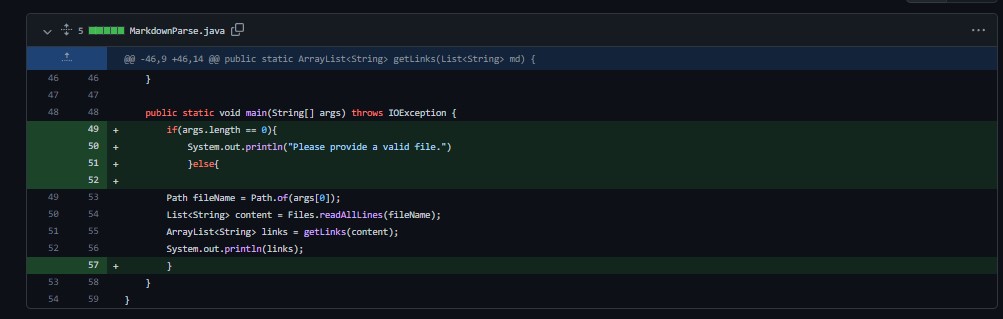 5 MarkdownParse.java
@@ -46,9 +46,14 @@ public static ArrayList<String> getLinks(List<String> md) {
46 46 }
47 47
48 48 public static void main(String[] args) throws IOException {
49 + if(args.length == 0){
50 + System.out.println("Please provide a valid file.")
51 + }else{
52 +
49 53 Path fileName = Path.of(args[0]);
50 54 List<String> content = Files.readAllLines(fileName);
51 55 ArrayList<String> links = getLinks(content);
52 56 System.out.println(links);
57 + }
53 58 }
54 59 }